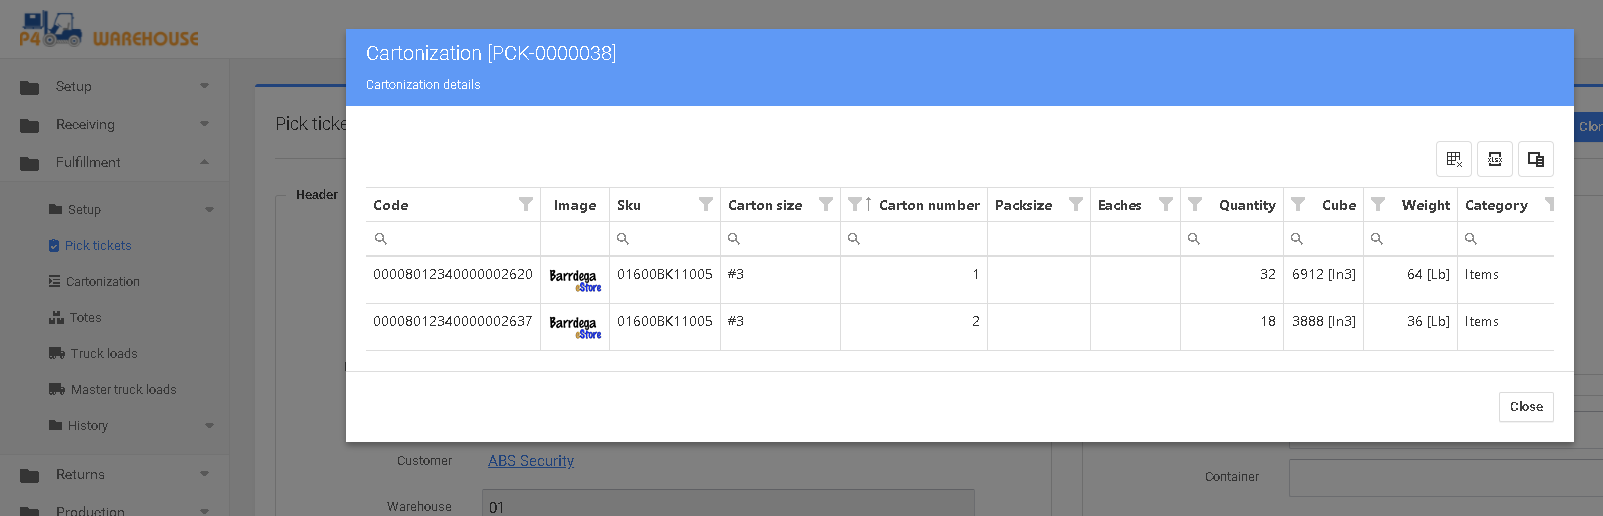 P4 WAREHOUSE
Cartonization [PCK-0000038]
Cartonization details
Setup
Receiving
Fulfillment
Setup
Pick tickets
Cartonization
Totes
Truck loads
Master truck loads
History
Returns
Production
Pick ticke
Clon
Header
xlsx
Code Image Sku Carton size Carton number Packsize Eaches Quantity Cube Weight Category
00008012340000002620 Barrdega eStore 01600BK11005 #3 1 32 6912 [In3] 64 [Lb] Items
00008012340000002637 Barrdega eStore 01600BK11005 #3 2 18 3888 [In3] 36 [Lb] Items
Close
Customer ABS Security
Container
Warehouse 01